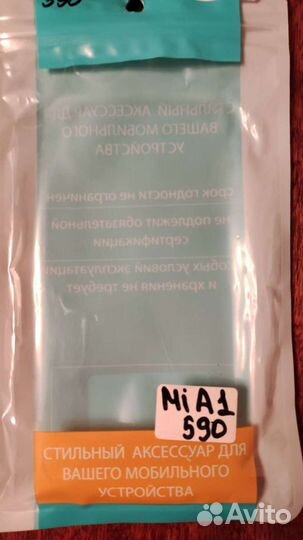 590
СТИЛЬНЫЙ АКСЕССУАР ДЛЯ
ВАШЕГО МОБИЛЬНОГО
УСТРОЙСТВА
срок годности не ограничен
не подлежит обязательной
сертификации
особых условий эксплуатации
и хранения не требует
Mi A1
590
СТИЛЬНЫЙ АКСЕССУАР ДЛЯ
ВАШЕГО МОБИЛЬНОГО
УСТРОЙСТВА
Avito